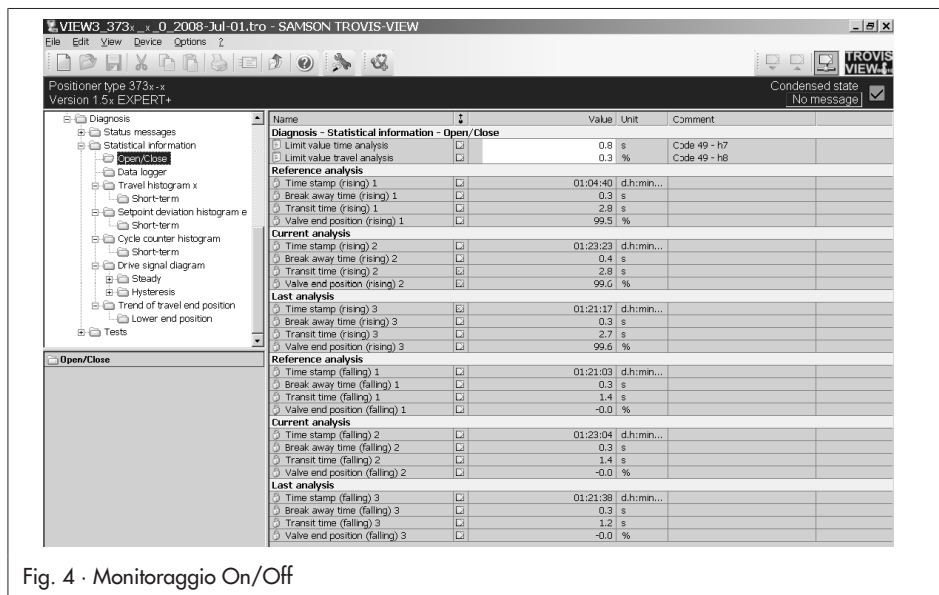 VIEW3_373x_x_0_2008-Jul-01.tro - SAMSON TROVIS-VIEW
File Edit View Device Options ?
TROVIS
VIEW
Positioner type 373x-x
Version 1.5x EXPERT+
Condensed state
No message
Diagnosis
Status messages
Statistical information
Open/Close
Data logger
Travel histogram x
Short-term
Setpoint deviation histogram e
Short-term
Cycle counter histogram
Short-term
Drive signal diagram
Steady
Hysteresis
Trend of travel end position
Lower end position
Tests
Open/Close
Name Value Unit Comment
Diagnosis - Statistical information - Open/Close
Limit value time analysis 0.8 s Code 49 - h7
Limit value travel analysis 0.3 % Code 49 - h8
Reference analysis
Time stamp (rising) 1 01:04:40 d.h:min...
Break away time (rising) 1 0.3 s
Transit time (rising) 1 2.8 s
Valve end position (rising) 1 99.5 %
Current analysis
Time stamp (rising) 2 01:23:23 d.h:min...
Break away time (rising) 2 0.4 s
Transit time (rising) 2 2.8 s
Valve end position (rising) 2 99.6 %
Last analysis
Time stamp (rising) 3 01:21:17 d.h:min...
Break away time (rising) 3 0.3 s
Transit time (rising) 3 2.7 s
Valve end position (rising) 3 99.6 %
Reference analysis
Time stamp (falling) 1 01:21:03 d.h:min...
Break away time (falling) 1 0.3 s
Transit time (falling) 1 1.4 s
Valve end position (falling) 1 -0.0 %
Current analysis
Time stamp (falling) 2 01:23:04 d.h:min...
Break away time (falling) 2 0.3 s
Transit time (falling) 2 1.4 s
Valve end position (falling) 2 -0.0 %
Last analysis
Time stamp (falling) 3 01:21:38 d.h:min...
Break away time (falling) 3 0.3 s
Transit time (falling) 3 1.2 s
Valve end position (falling) 3 -0.0 %
Fig. 4 · Monitoraggio On/Off